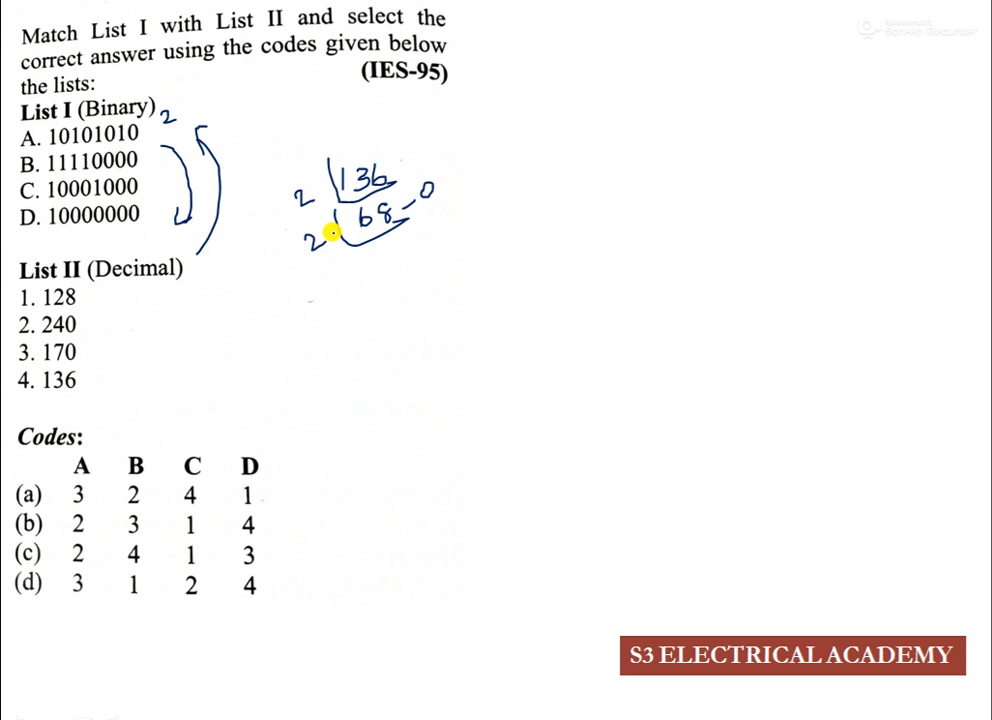 Match List I with List II and select the
correct answer using the codes given below
the lists: (IES-95)
List I (Binary) 2
A. 10101010
B. 11110000
C. 10001000
D. 10000000
2 136
2 68 - 0
List II (Decimal)
1. 128
2. 240
3. 170
4. 136
Codes:
A B C D
(a) 3 2 4 1
(b) 2 3 1 4
(c) 2 4 1 3
(d) 3 1 2 4
S3 ELECTRICAL ACADEMY
Screen Recorder